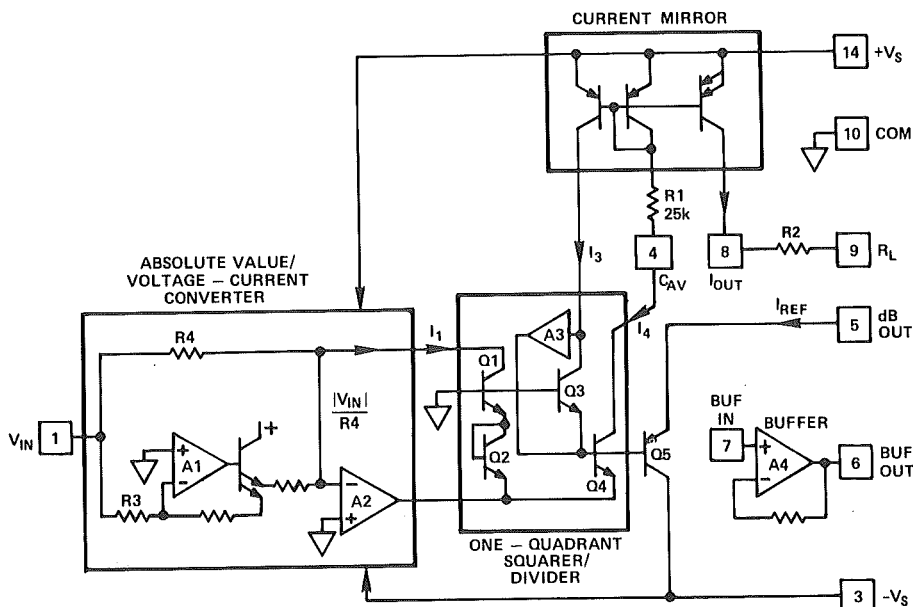 CURRENT MIRROR
14 +VS
10 COM
R1
25k
4
CAV
I3
I4
8
IOUT
R2
9 RL
ABSOLUTE VALUE/
VOLTAGE – CURRENT
CONVERTER
IREF
5 dB
OUT
R4
I1
A3
Q1
Q3
|VIN|
R4
VIN 1
+
+
A1
–
R3
Q2
–
A2
+
Q4
Q5
BUF
IN
7
BUFFER
+
A4
–
6 BUF
OUT
ONE – QUADRANT
SQUARER/
DIVIDER
3 –VS